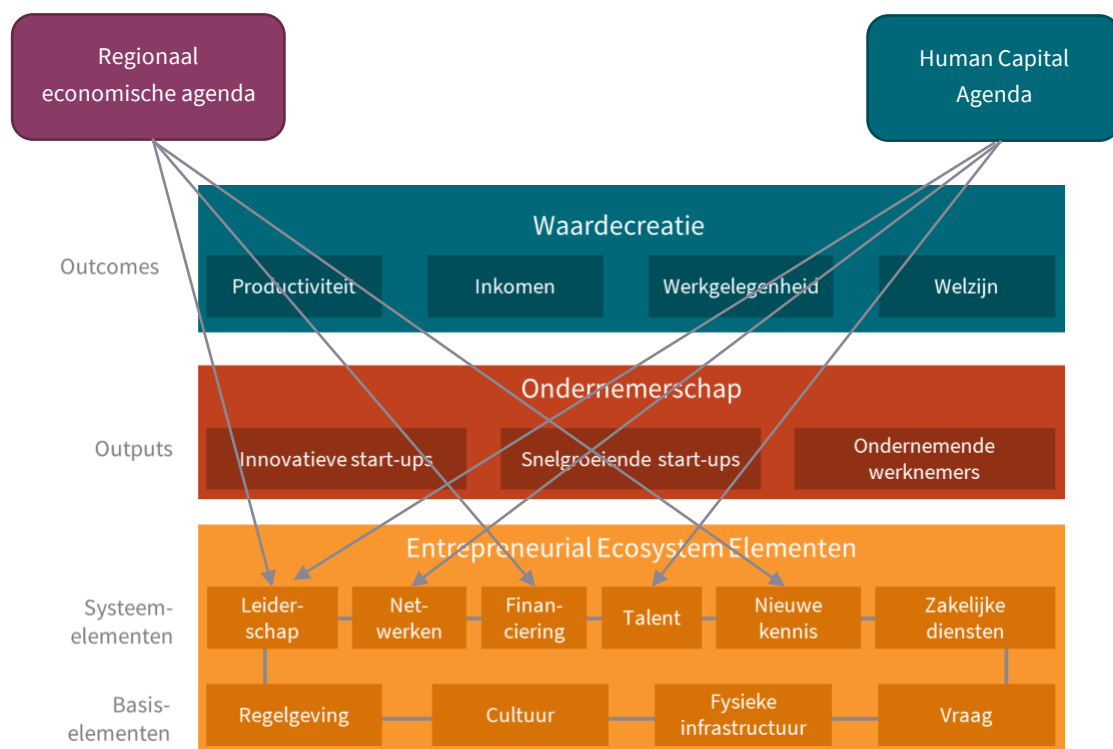 Regionaal
economische agenda
Human Capital
Agenda
Waardecreatie
Outcomes
Productiviteit
Inkomen
Werkgelegenheid
Welzijn
Ondernemerschap
Outputs
Innovatieve start-ups
Snelgroeiende start-ups
Ondernemende
werknemers
Entrepreneurial Ecosystem Elementen
Systeem-
elementen
Leider-
schap
Net-
werken
Finan-
ciering
Talent
Nieuwe
kennis
Zakelijke
diensten
Basis-
elementen
Regelgeving
Cultuur
Fysieke
infrastructuur
Vraag